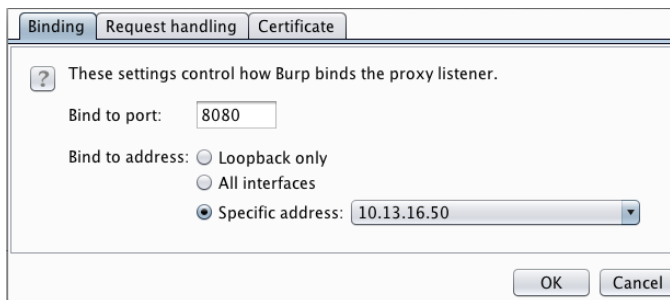 Binding Request handling Certificate
? These settings control how Burp binds the proxy listener.
Bind to port: 8080
Bind to address: Loopback only
All interfaces
Specific address: 10.13.16.50
OK Cancel